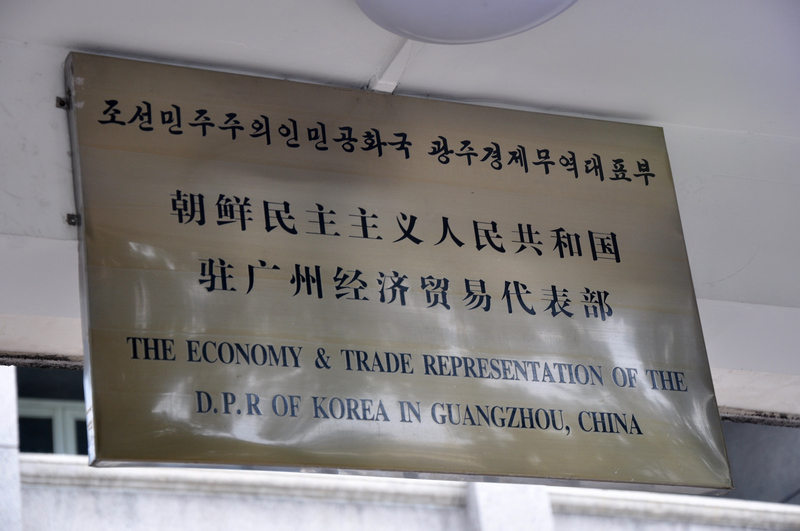 조선민주주의인민공화국 광주경제무역대표부
朝鲜民主主义人民共和国
驻广州经济贸易代表部
THE ECONOMY & TRADE REPRESENTATION OF THE
D.P.R OF KOREA IN GUANGZHOU, CHINA